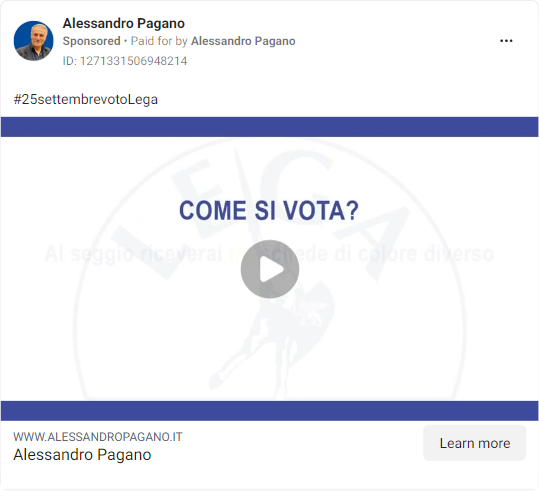 Alessandro Pagano
Sponsored • Paid for by Alessandro Pagano
ID: 1271331506948214
#25settembrevotoLega
LEGA
COME SI VOTA?
Al seggio riceverai schede di colore diverso
WWW.ALESSANDROPAGANO.IT
Alessandro Pagano
Learn more